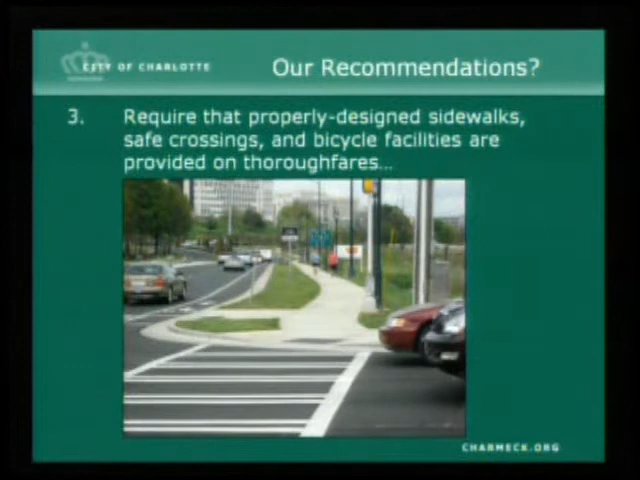 CITY OF CHARLOTTE
Our Recommendations?
3. Require that properly-designed sidewalks,
safe crossings, and bicycle facilities are
provided on thoroughfares...
CHARMECK.ORG